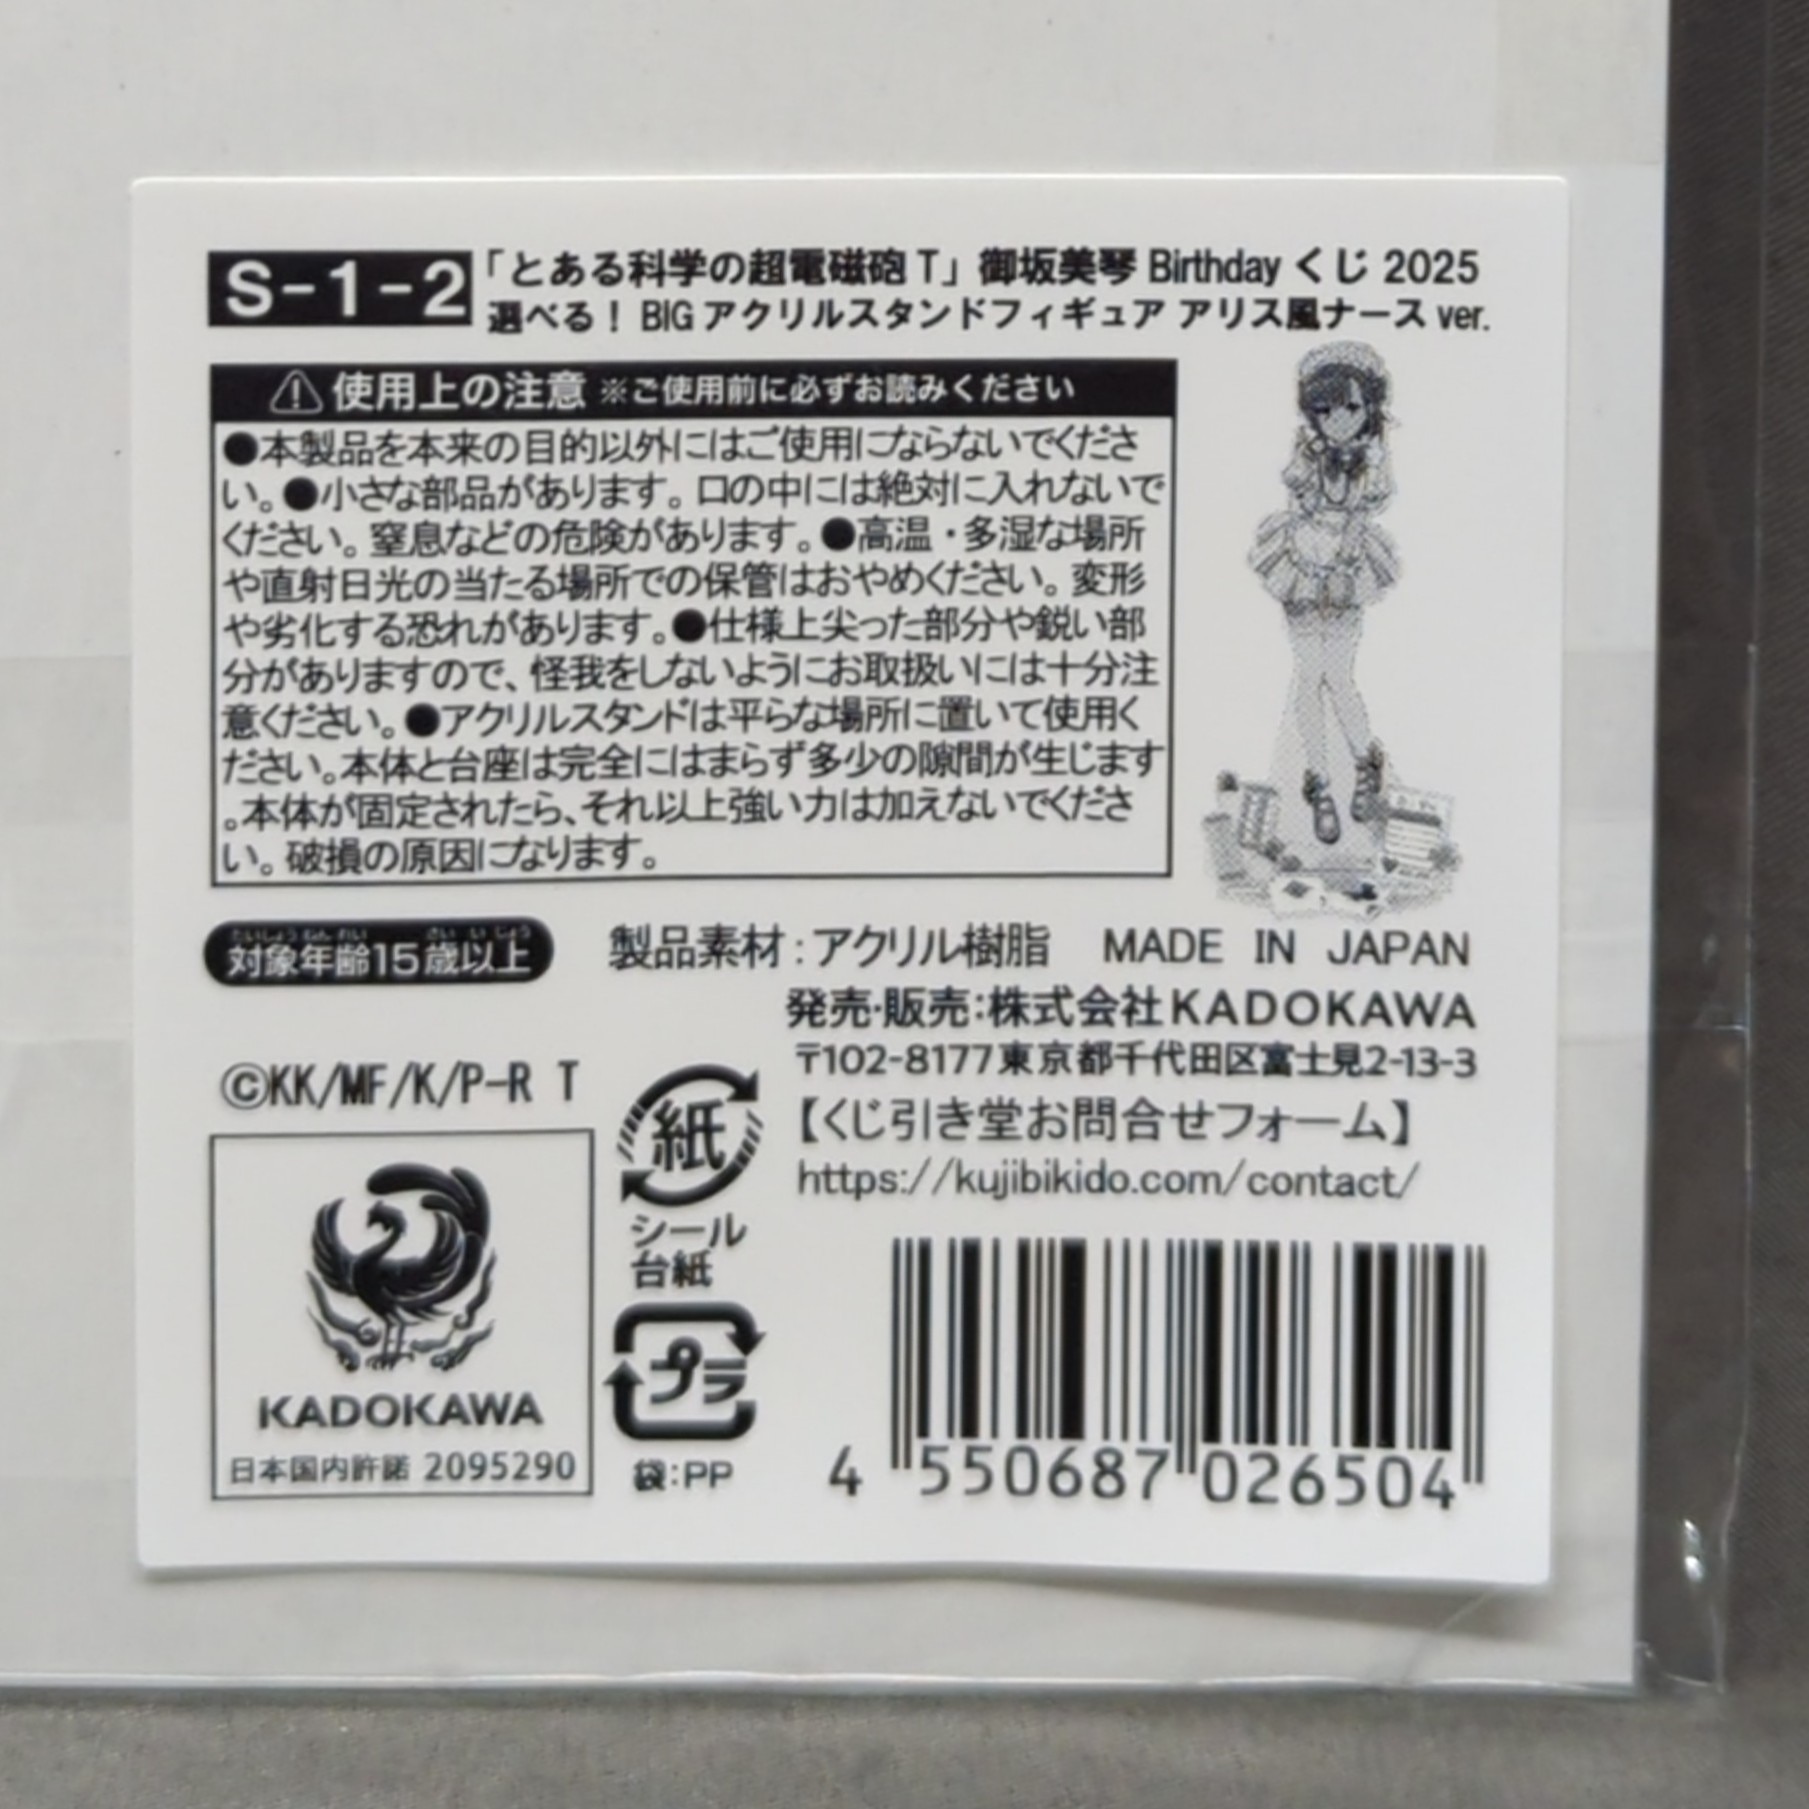 S-1-2
「とある科学の超電磁砲T」御坂美琴 Birthday くじ 2025
選べる！ BIG アクリルスタンドフィギュア アリス風ナース ver.
使用上の注意 ※ご使用前に必ずお読みください
●本製品を本来の目的以外にはご使用にならないでくださ
い。●小さな部品があります。口の中には絶対に入れないで
ください。窒息などの危険があります。●高温・多湿な場所
や直射日光の当たる場所での保管はおやめください。変形
や劣化する恐れがあります。●仕様上尖った部分や鋭い部
分がありますので、怪我をしないようにお取扱いには十分注
意ください。●アクリルスタンドは平らな場所に置いて使用く
ださい。本体と台座は完全にはまらず多少の隙間が生じます
。本体が固定されたら、それ以上強い力は加えないでくださ
い。破損の原因になります。
たいしょうねんれい さい いじょう
対象年齢15歳以上
製品素材：アクリル樹脂 MADE IN JAPAN
発売・販売：株式会社KADOKAWA
〒102-8177東京都千代田区富士見2-13-3
【くじ引き堂お問合せフォーム】
https://kujibikido.com/contact/
©KK/MF/K/P-R T
紙
シール
台紙
プラ
袋：PP
KADOKAWA
日本国内許諾 2095290
4 550687 026504